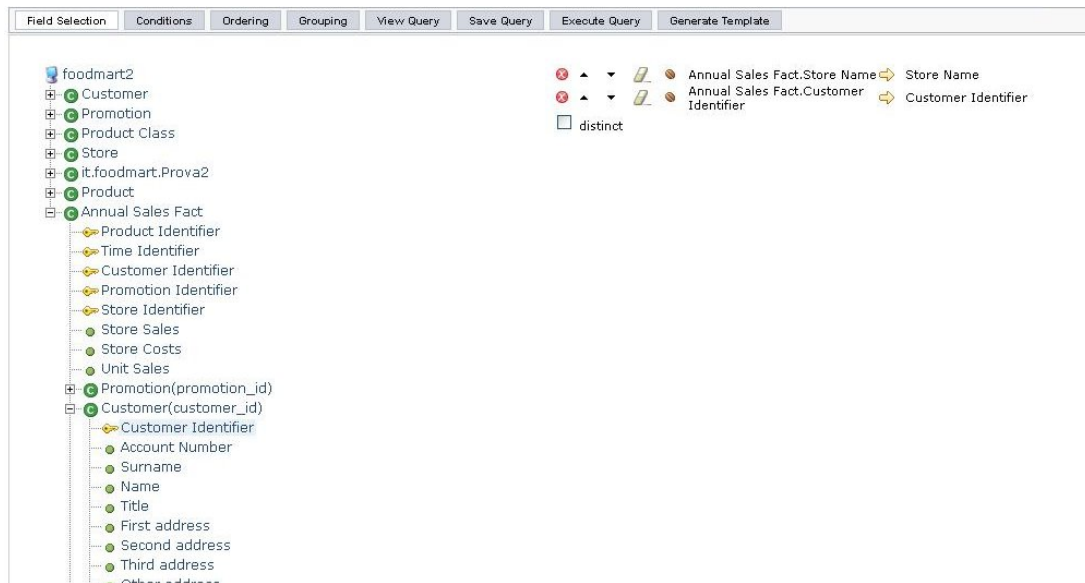 Field Selection Conditions Ordering Grouping View Query Save Query Execute Query Generate Template
foodmart2
Customer
Promotion
Product Class
Store
it.foodmart.Prova2
Product
Annual Sales Fact
Product Identifier
Time Identifier
Customer Identifier
Promotion Identifier
Store Identifier
Store Sales
Store Costs
Unit Sales
Promotion(promotion_id)
Customer(customer_id)
Customer Identifier
Account Number
Surname
Name
Title
First address
Second address
Third address
Other address
Annual Sales Fact.Store Name Store Name
Annual Sales Fact.Customer
Identifier Customer Identifier
distinct